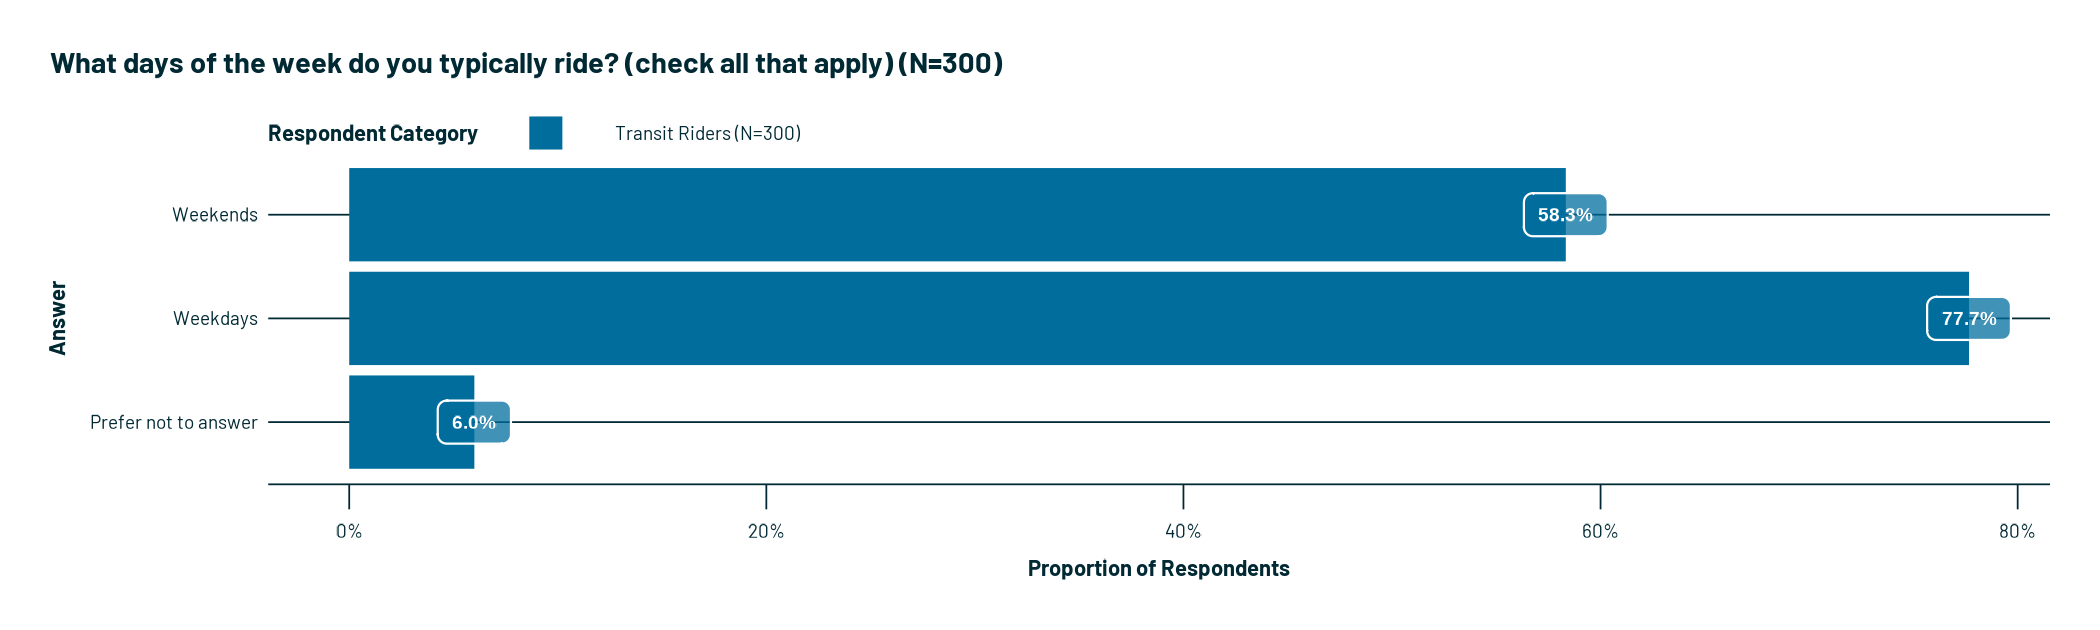 What days of the week do you typically ride? (check all that apply) (N=300)
Respondent Category Transit Riders (N=300)
Weekends 58.3%
Weekdays 77.7%
Prefer not to answer 6.0%
Answer
0% 20% 40% 60% 80%
Proportion of Respondents